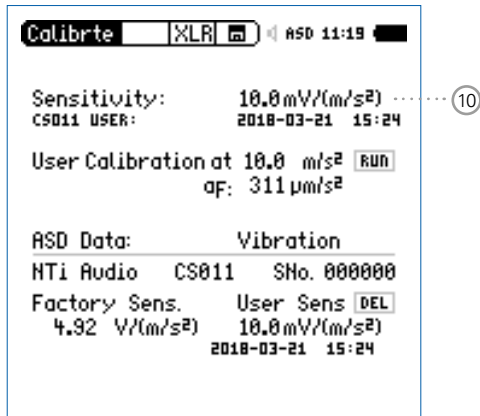 Calibrte XLR ASD 11:19
Sensitivity: 10.0mV/(m/s²) 10
CS011 USER: 2018-03-21 15:24
User Calibration at 10.0 m/s² RUN
aF: 311µm/s²
ASD Data: Vibration
NTi Audio CS011 SNo. 000000
Factory Sens. User Sens DEL
4.92 V/(m/s²) 10.0mV/(m/s²)
2018-03-21 15:24